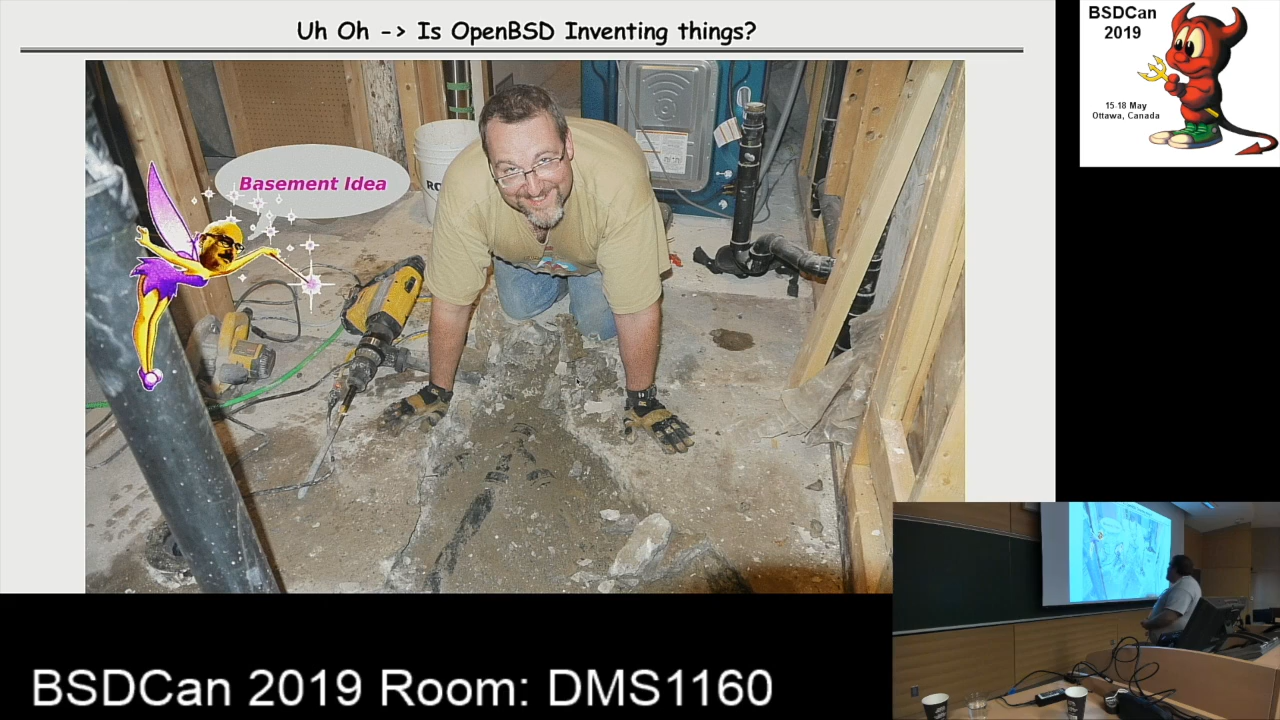 Uh Oh -> Is OpenBSD Inventing things?
BSDCan
2019
15-18 May
Ottawa, Canada
Basement Idea
BSDCan 2019 Room: DMS1160